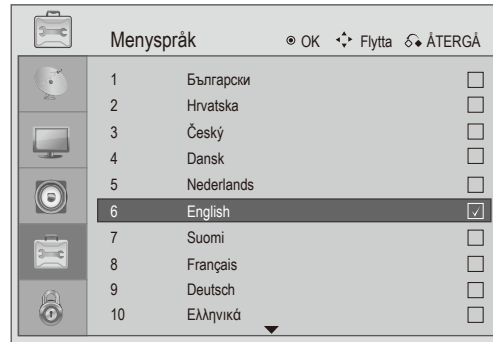 Menyspråk ◉ OK Flytta ÅTERGÅ
1 Български
2 Hrvatska
3 Český
4 Dansk
5 Nederlands
6 English ✓
7 Suomi
8 Français
9 Deutsch
10 Ελληνικά